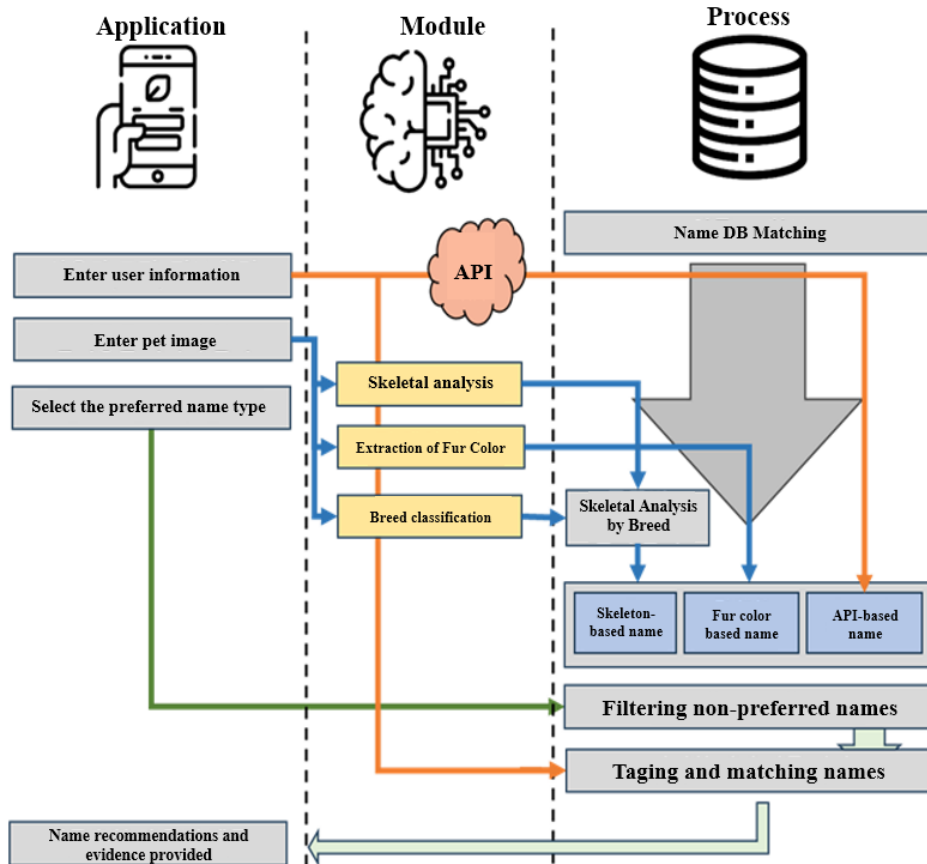 Application
Module
Process
Name DB Matching
Enter user information
API
Enter pet image
Skeletal analysis
Select the preferred name type
Extraction of Fur Color
Breed classification
Skeletal Analysis
by Breed
Skeleton-
based name
Fur color
based name
API-based
name
Filtering non-preferred names
Taging and matching names
Name recommendations and
evidence provided